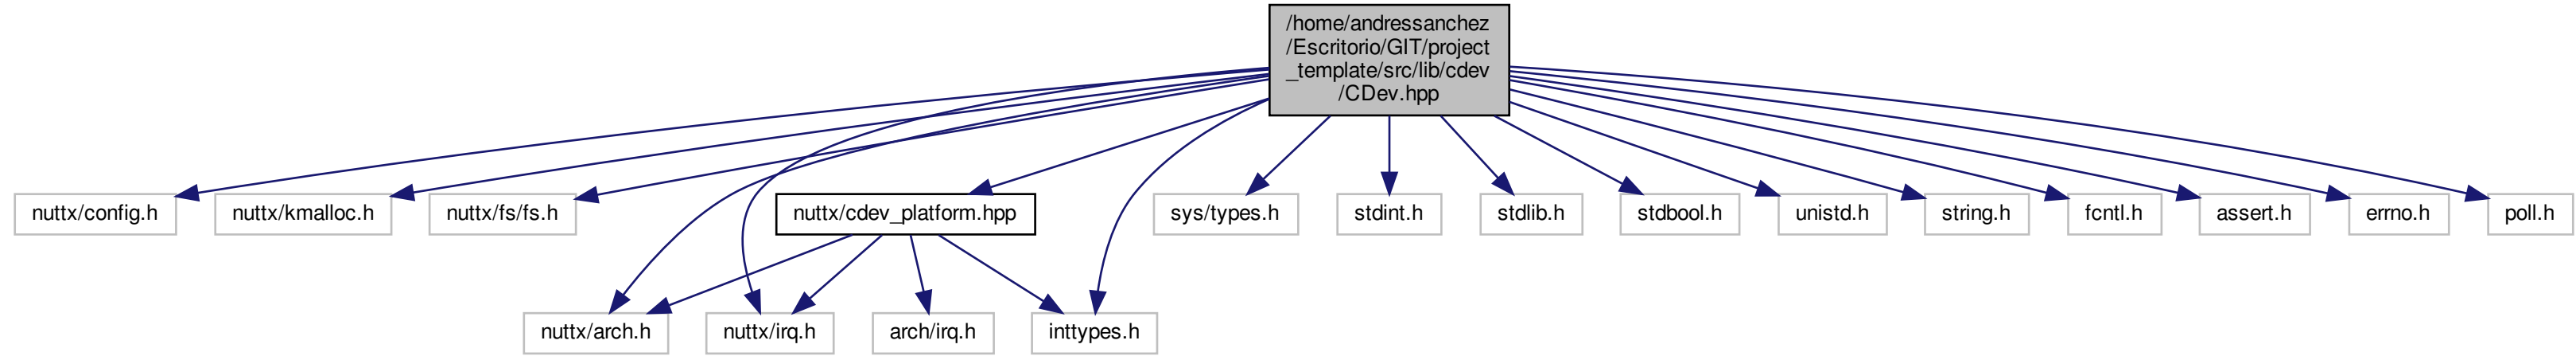 /home/andressanchez
/Escritorio/GIT/project
_template/src/lib/cdev
/CDev.hpp
nuttx/config.h
nuttx/kmalloc.h
nuttx/fs/fs.h
nuttx/cdev_platform.hpp
sys/types.h
stdint.h
stdlib.h
stdbool.h
unistd.h
string.h
fcntl.h
assert.h
errno.h
poll.h
nuttx/arch.h
nuttx/irq.h
arch/irq.h
inttypes.h